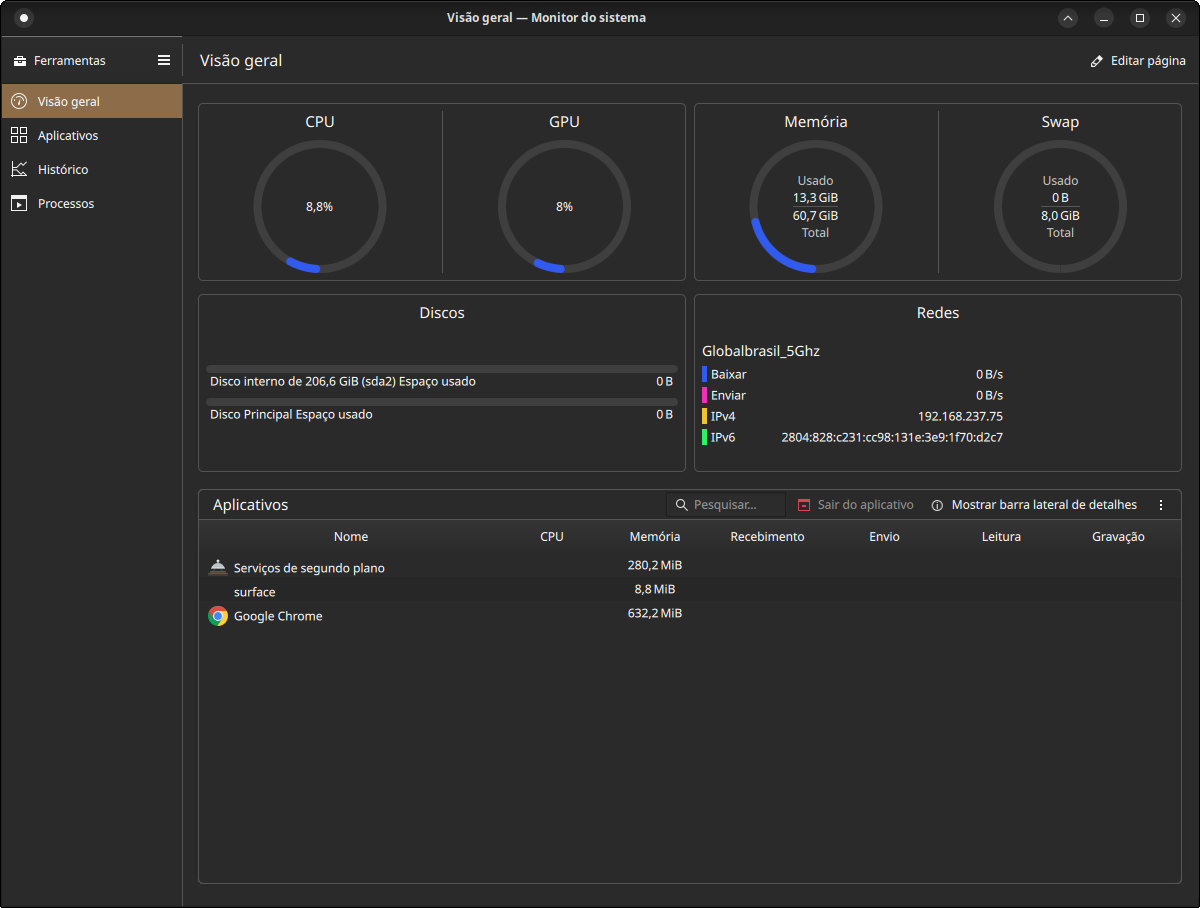 Visão geral — Monitor do sistema
Ferramentas
Visão geral
Editar página
Visão geral
Aplicativos
Histórico
Processos
CPU
8,8%
GPU
8%
Memória
Usado
13,3 GiB
60,7 GiB
Total
Swap
Usado
0 B
8,0 GiB
Total
Discos
Disco interno de 206,6 GiB (sda2) Espaço usado 0 B
Disco Principal Espaço usado 0 B
Redes
Globalbrasil_5Ghz
Baixar 0 B/s
Enviar 0 B/s
IPv4 192.168.237.75
IPv6 2804:828:c231:cc98:131e:3e9:1f70:d2c7
Aplicativos Pesquisar... Sair do aplicativo Mostrar barra lateral de detalhes
Nome CPU Memória Recebimento Envio Leitura Gravação
Serviços de segundo plano 280,2 MiB
surface 8,8 MiB
Google Chrome 632,2 MiB